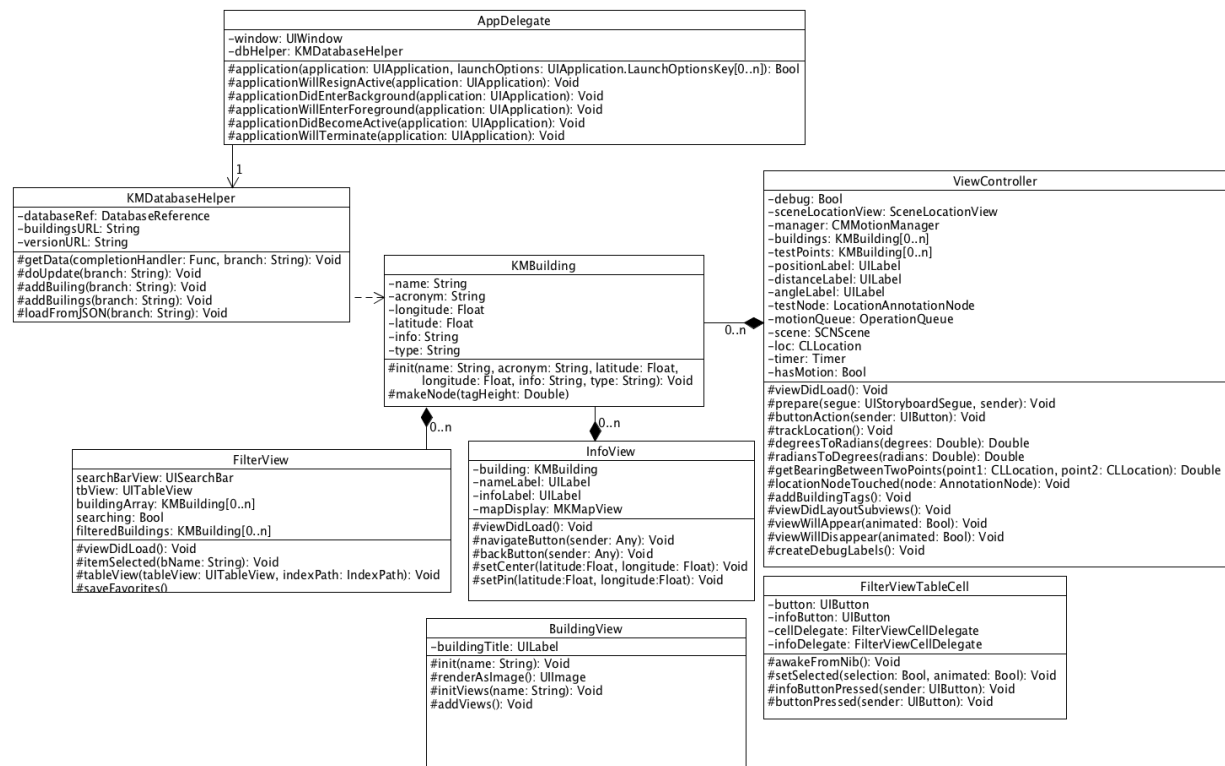 AppDelegate
-window: UIWindow
-dbHelper: KMDatabaseHelper
#application(application: UIApplication, launchOptions: UIApplication.LaunchOptionsKey[0..n]): Bool
#applicationWillResignActive(application: UIApplication): Void
#applicationDidEnterBackground(application: UIApplication): Void
#applicationWillEnterForeground(application: UIApplication): Void
#applicationDidBecomeActive(application: UIApplication): Void
#applicationWillTerminate(application: UIApplication): Void
1
KMDatabaseHelper
-databaseRef: DatabaseReference
-buildingsURL: String
-versionURL: String
#getData(completionHandler: Func, branch: String): Void
#doUpdate(branch: String): Void
#addBuiling(branch: String): Void
#addBuilings(branch: String): Void
#loadFromJSON(branch: String): Void
KMBuilding
-name: String
-acronym: String
-longitude: Float
-latitude: Float
-info: String
-type: String
#init(name: String, acronym: String, latitude: Float,
longitude: Float, info: String, type: String): Void
#makeNode(tagHeight: Double)
0..n
0..n
0..n
ViewController
-debug: Bool
-sceneLocationView: SceneLocationView
-manager: CMMotionManager
-buildings: KMBuilding[0..n]
-testPoints: KMBuilding[0..n]
-positionLabel: UILabel
-distanceLabel: UILabel
-angleLabel: UILabel
-testNode: LocationAnnotationNode
-motionQueue: OperationQueue
-scene: SCNScene
-loc: CLLocation
-timer: Timer
-hasMotion: Bool
#viewDidLoad(): Void
#prepare(segue: UIStoryboardSegue, sender): Void
#buttonAction(sender: UIButton): Void
#trackLocation(): Void
#degreesToRadians(degrees: Double): Double
#radiansToDegrees(radians: Double): Double
#getBearingBetweenTwoPoints(point1: CLLocation, point2: CLLocation): Double
#locationNodeTouched(node: AnnotationNode): Void
#addBuildingTags(): Void
#viewDidLayoutSubviews(): Void
#viewWillAppear(animated: Bool): Void
#viewWillDisappear(animated: Bool): Void
#createDebugLabels(): Void
FilterView
searchBarView: UISearchBar
tbView: UITableView
buildingArray: KMBuilding[0..n]
searching: Bool
filteredBuildings: KMBuilding[0..n]
#viewDidLoad(): Void
#itemSelected(bName: String): Void
#tableView(tableView: UITableView, indexPath: IndexPath): Void
#saveFavorites()
InfoView
-building: KMBuilding
-nameLabel: UILabel
-infoLabel: UILabel
-mapDisplay: MKMapView
#viewDidLoad(): Void
#navigateButton(sender: Any): Void
#backButton(sender: Any): Void
#setCenter(latitude:Float, longitude: Float): Void
#setPin(latitude:Float, longitude:Float): Void
FilterViewTableCell
-button: UIButton
-infoButton: UIButton
-cellDelegate: FilterViewCellDelegate
-infoDelegate: FilterViewCellDelegate
#awakeFromNib(): Void
#setSelected(selection: Bool, animated: Bool): Void
#infoButtonPressed(sender: UIButton): Void
#buttonPressed(sender: UIButton): Void
BuildingView
-buildingTitle: UILabel
#init(name: String): Void
#renderAsImage(): UIImage
#initViews(name: String): Void
#addViews(): Void